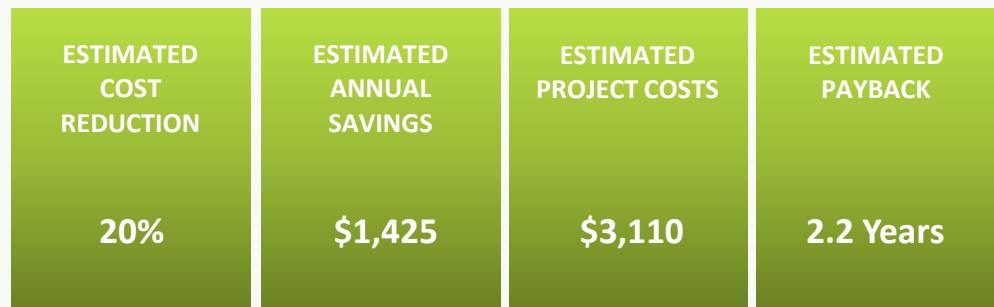 ESTIMATED
COST
REDUCTION
20%
ESTIMATED
ANNUAL
SAVINGS
$1,425
ESTIMATED
PROJECT COSTS
$3,110
ESTIMATED
PAYBACK
2.2 Years